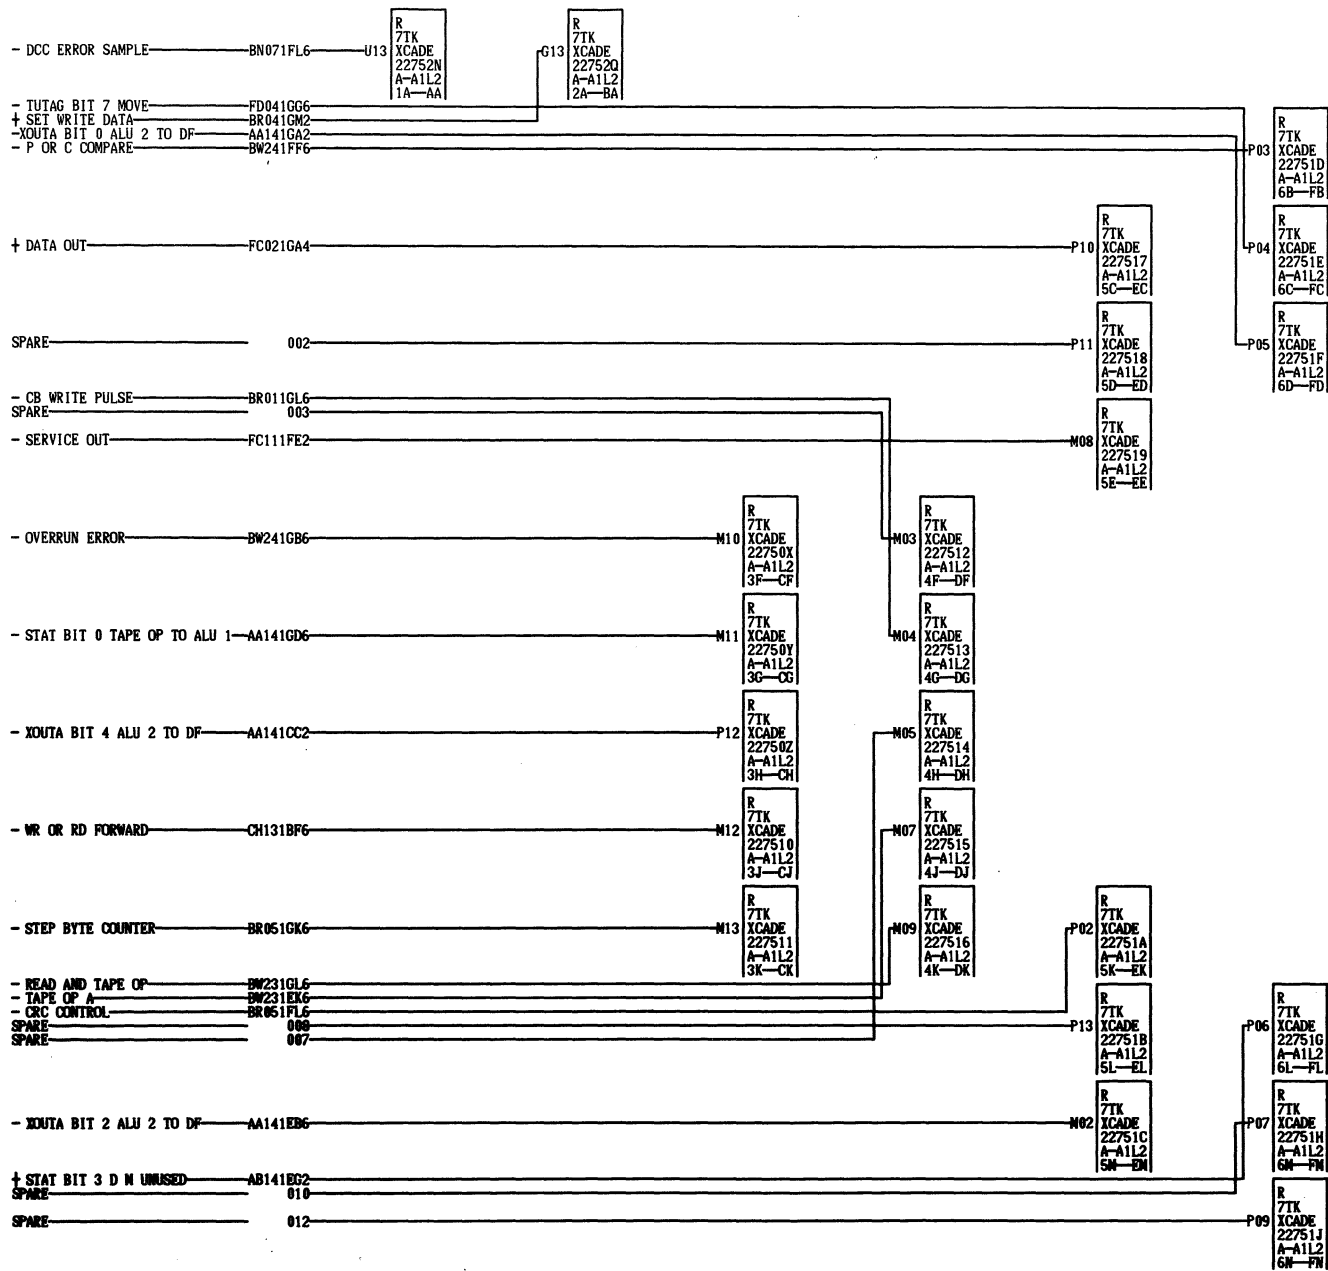 - DCC ERROR SAMPLE BN071FL6 U13
R
7TK
XCADE
22752N
A-A1L2
1A-AA
G13
R
7TK
XCADE
22752Q
A-A1L2
2A-BA
- TUTAG BIT 7 MOVE FD041GG6
+ SET WRITE DATA BR041GM2
-XOUTA BIT 0 ALU 2 TO DF AA141GA2
- P OR C COMPARE BW241FF6 P03
R
7TK
XCADE
22751D
A-A1L2
6B-FB
+ DATA OUT FC021GA4 P10
R
7TK
XCADE
227517
A-A1L2
5C-EC
P04
R
7TK
XCADE
22751E
A-A1L2
6C-FC
SPARE 002 P11
R
7TK
XCADE
227518
A-A1L2
5D-ED
P05
R
7TK
XCADE
22751F
A-A1L2
6D-FD
- CB WRITE PULSE BR011GL6
SPARE 003
- SERVICE OUT FC111FE2 M08
R
7TK
XCADE
227519
A-A1L2
5E-EE
- OVERRUN ERROR BW241GB6 M10
R
7TK
XCADE
22750X
A-A1L2
3F-CF
M03
R
7TK
XCADE
227512
A-A1L2
4F-DF
- STAT BIT 0 TAPE OP TO ALU 1 AA141GD6 M11
R
7TK
XCADE
22750Y
A-A1L2
3G-CG
M04
R
7TK
XCADE
227513
A-A1L2
4G-DG
- XOUTA BIT 4 ALU 2 TO DF AA141CC2 P12
R
7TK
XCADE
22750Z
A-A1L2
3H-CH
M05
R
7TK
XCADE
227514
A-A1L2
4H-DH
- WR OR RD FORWARD CH131BF6 M12
R
7TK
XCADE
227510
A-A1L2
3J-CJ
M07
R
7TK
XCADE
227515
A-A1L2
4J-DJ
- STEP BYTE COUNTER BR051GK6 M13
R
7TK
XCADE
227511
A-A1L2
3K-CK
M09
R
7TK
XCADE
227516
A-A1L2
4K-DK
P02
R
7TK
XCADE
22751A
A-A1L2
5K-EK
- READ AND TAPE OP BW231GL6
- TAPE OP A BW231EK6
- CRC CONTROL BR051FL6
SPARE 008 P13
SPARE 007
R
7TK
XCADE
22751B
A-A1L2
5L-EL
P06
R
7TK
XCADE
22751G
A-A1L2
6L-FL
- XOUTA BIT 2 ALU 2 TO DF AA141EB6 M02
R
7TK
XCADE
22751C
A-A1L2
5M-EM
P07
R
7TK
XCADE
22751H
A-A1L2
6M-FM
+ STAT BIT 3 D M UNUSED AB141EG2
SPARE 010
SPARE 012 P09
R
7TK
XCADE
22751J
A-A1L2
6N-FN